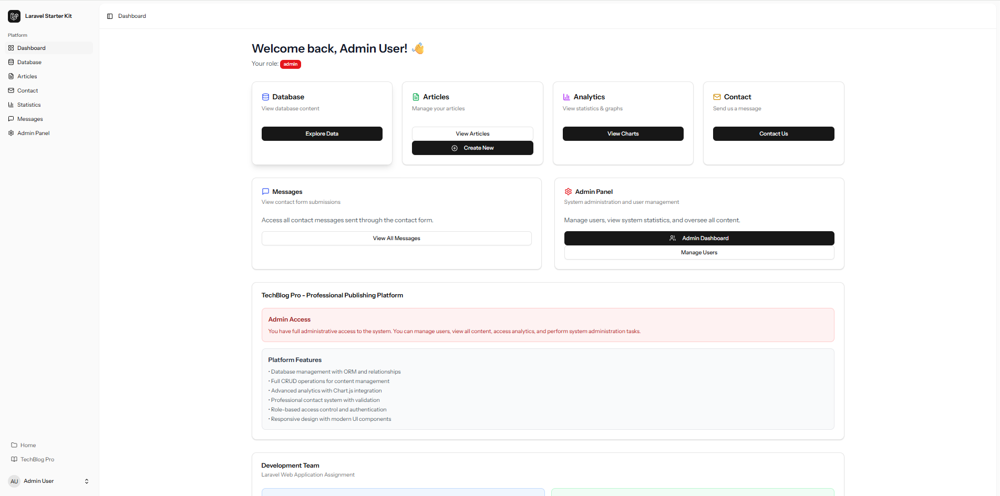 Laravel Starter Kit
Platform
Dashboard
Database
Articles
Contact
Statistics
Messages
Admin Panel
Home
TechBlog Pro
AU Admin User
Dashboard
Welcome back, Admin User! 👋
Your role: admin
Database
View database content
Explore Data
Articles
Manage your articles
View Articles
Create New
Analytics
View statistics & graphs
View Charts
Contact
Send us a message
Contact Us
Messages
View contact form submissions
Access all contact messages sent through the contact form.
View All Messages
Admin Panel
System administration and user management
Manage users, view system statistics, and oversee all content.
Admin Dashboard
Manage Users
TechBlog Pro - Professional Publishing Platform
Admin Access
You have full administrative access to the system. You can manage users, view all content, access analytics, and perform system administration tasks.
Platform Features
• Database management with ORM and relationships
• Full CRUD operations for content management
• Advanced analytics with Chart.js integration
• Professional contact system with validation
• Role-based access control and authentication
• Responsive design with modern UI components
Development Team
Laravel Web Application Assignment